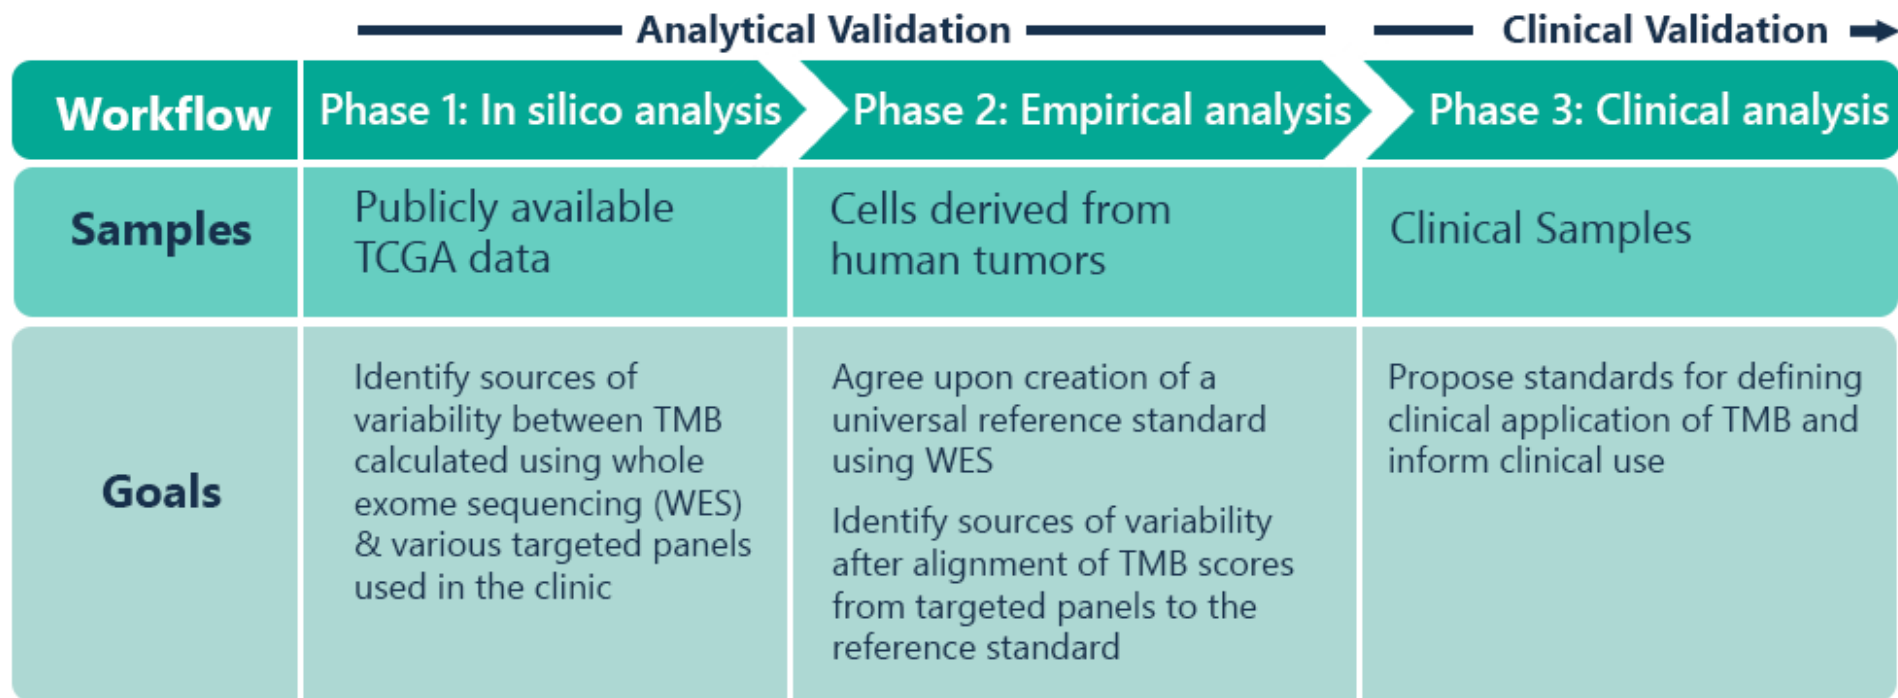 Analytical Validation
Clinical Validation
Workflow
Phase 1: In silico analysis
Phase 2: Empirical analysis
Phase 3: Clinical analysis
Samples
Publicly available
TCGA data
Cells derived from
human tumors
Clinical Samples
Goals
Identify sources of
variability between TMB
calculated using whole
exome sequencing (WES)
& various targeted panels
used in the clinic
Agree upon creation of a
universal reference standard
using WES
Identify sources of variability
after alignment of TMB scores
from targeted panels to the
reference standard
Propose standards for defining
clinical application of TMB and
inform clinical use